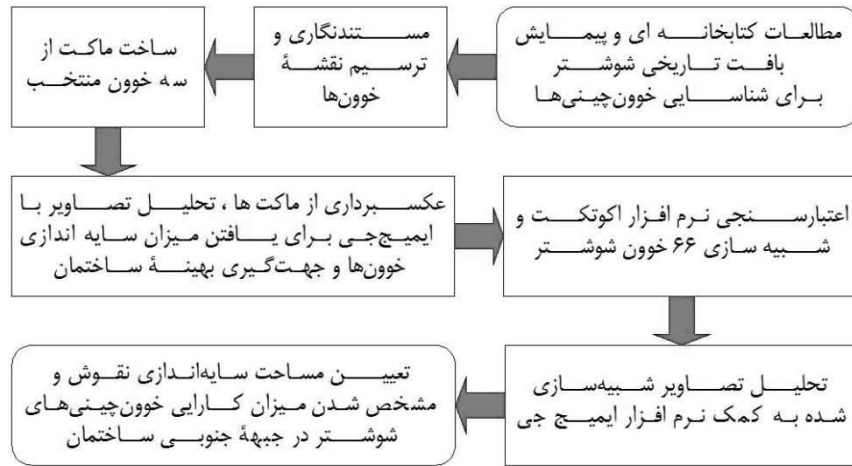 مطالعات کتابخانه ای و پیمایش
بافت تاریخی شوشتر
برای شناسایی خوون‌چینی‌ها
مستندنگاری و
ترسیم نقشهٔ
خوون‌ها
ساخت ماکت از
سه خوون منتخب
عکسبرداری از ماکت ها ، تحلیل تصاویر با
ایمیج‌جی برای یافتن میزان سایه اندازی
خوون‌ها و جهت‌گیری بهینهٔ ساختمان
اعتبارسنجی نرم افزار اکوتکت و
شبیه سازی ۶۶ خوون شوشتر
تحلیل تصاویر شبیه‌سازی
شده به کمک نرم افزار ایمیج جی
تعیین مساحت سایه‌اندازی نقوش و
مشخص شدن میزان کارایی خوون‌چینی‌های
شوشتر در جبههٔ جنوبی ساختمان